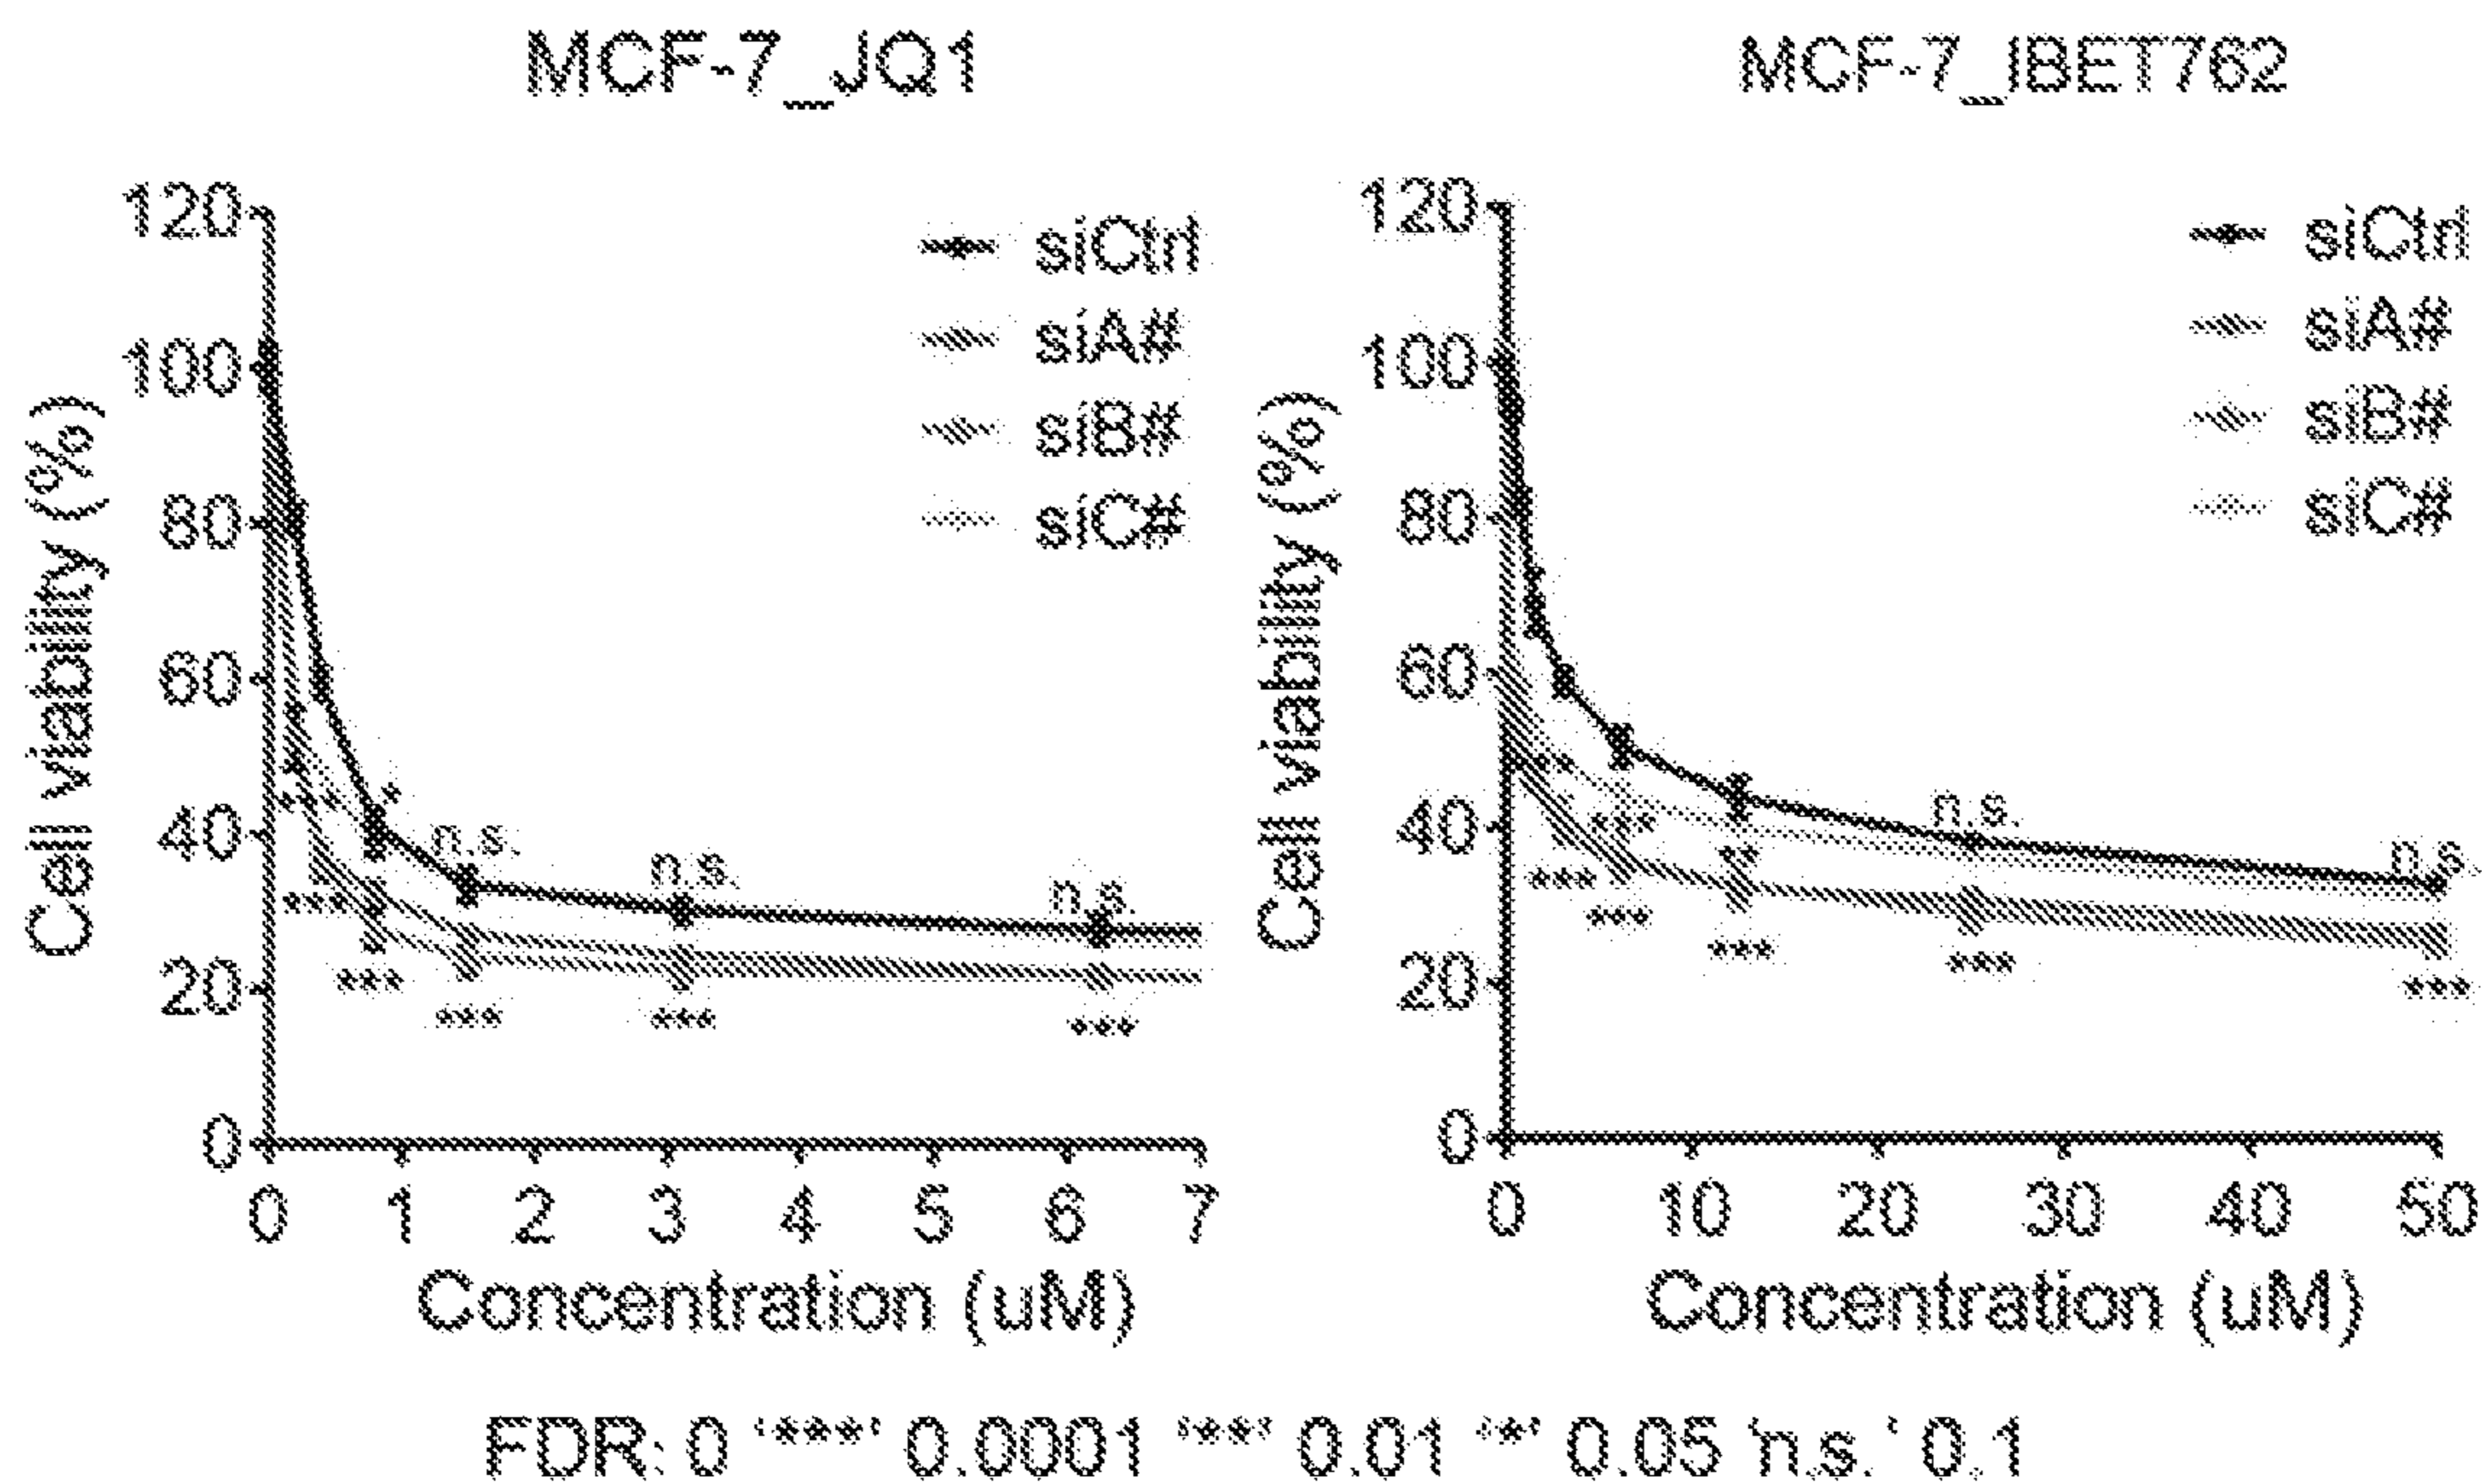 MCF-7_JQ1
120
100
80
60
40
20
0
Cell viability (%)
siCtrl
siA#
siB#
siC#
***
*
n.s.
n.s.
n.s.
***
***
***
***
***
0 1 2 3 4 5 6 7
Concentration (uM)
MCF-7_IBET762
120
100
80
60
40
20
0
Cell viability (%)
siCtrl
siA#
siB#
siC#
n.s.
n.s.
***
**
***
***
***
***
***
0 10 20 30 40 50
Concentration (uM)
FDR: 0 '***' 0.0001 '**' 0.01 '*' 0.05 'n.s.' 0.1